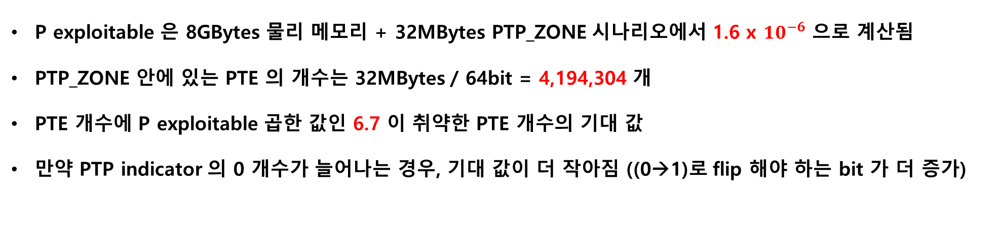 • P exploitable 은 8GBytes 물리 메모리 + 32MBytes PTP_ZONE 시나리오에서 1.6 x 10⁻⁶ 으로 계산됨
• PTP_ZONE 안에 있는 PTE 의 개수는 32MBytes / 64bit = 4,194,304 개
• PTE 개수에 P exploitable 곱한 값인 6.7 이 취약한 PTE 개수의 기대 값
• 만약 PTP indicator 의 0 개수가 늘어나는 경우, 기대 값이 더 작아짐 ((0→1)로 flip 해야 하는 bit 가 더 증가)